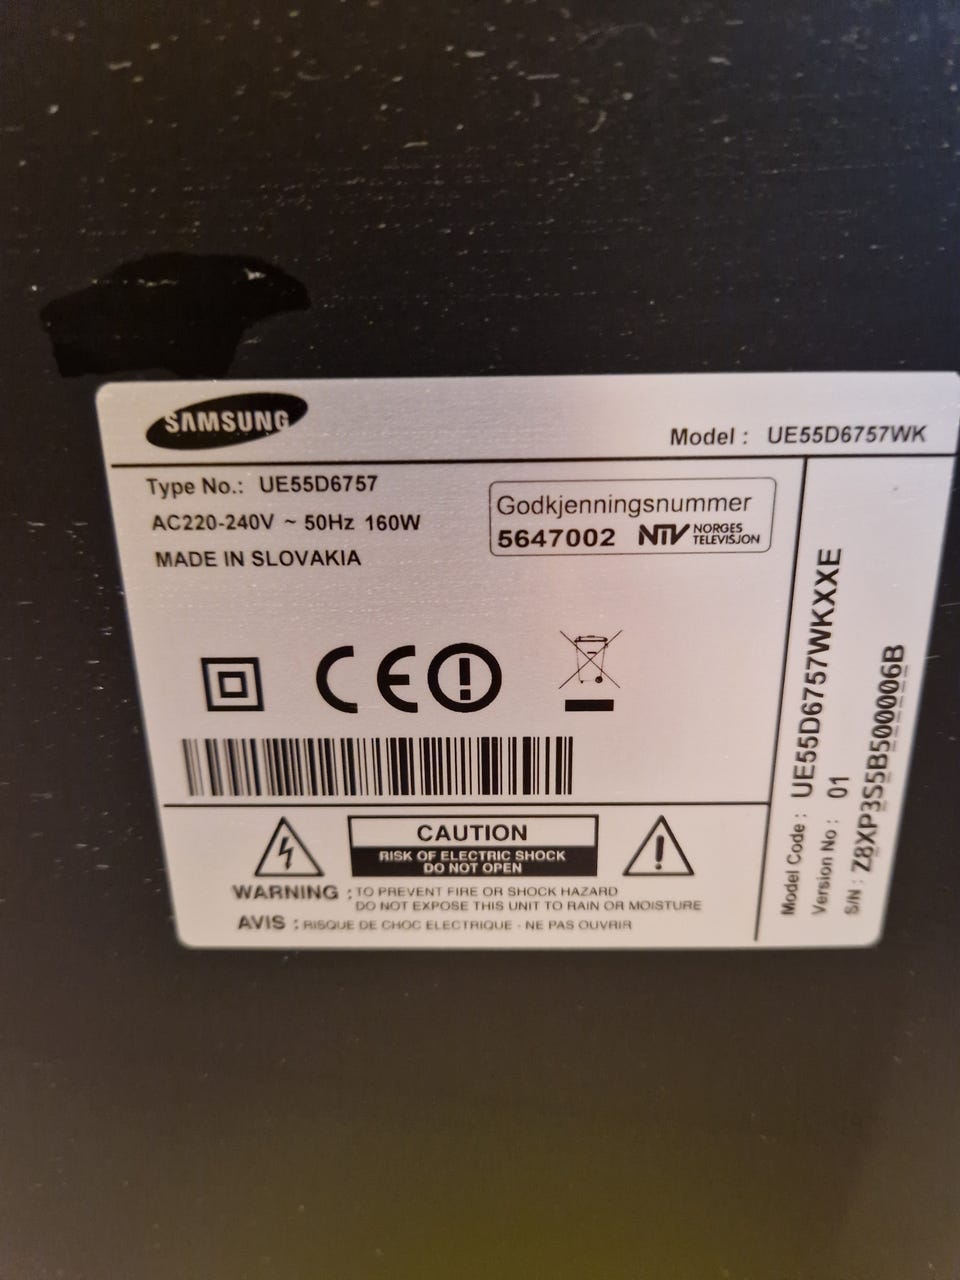 SAMSUNG
Model : UE55D6757WK
Type No.: UE55D6757
AC220-240V ~ 50Hz 160W
MADE IN SLOVAKIA
Godkjenningsnummer
5647002 NTV NORGES TELEVISJON
CE
CAUTION
RISK OF ELECTRIC SHOCK
DO NOT OPEN
WARNING : TO PREVENT FIRE OR SHOCK HAZARD
DO NOT EXPOSE THIS UNIT TO RAIN OR MOISTURE
AVIS : RISQUE DE CHOC ELECTRIQUE - NE PAS OUVRIR
Model Code : UE55D6757WKXXE
Version No : 01
S/N : Z8XP3S5B500006B